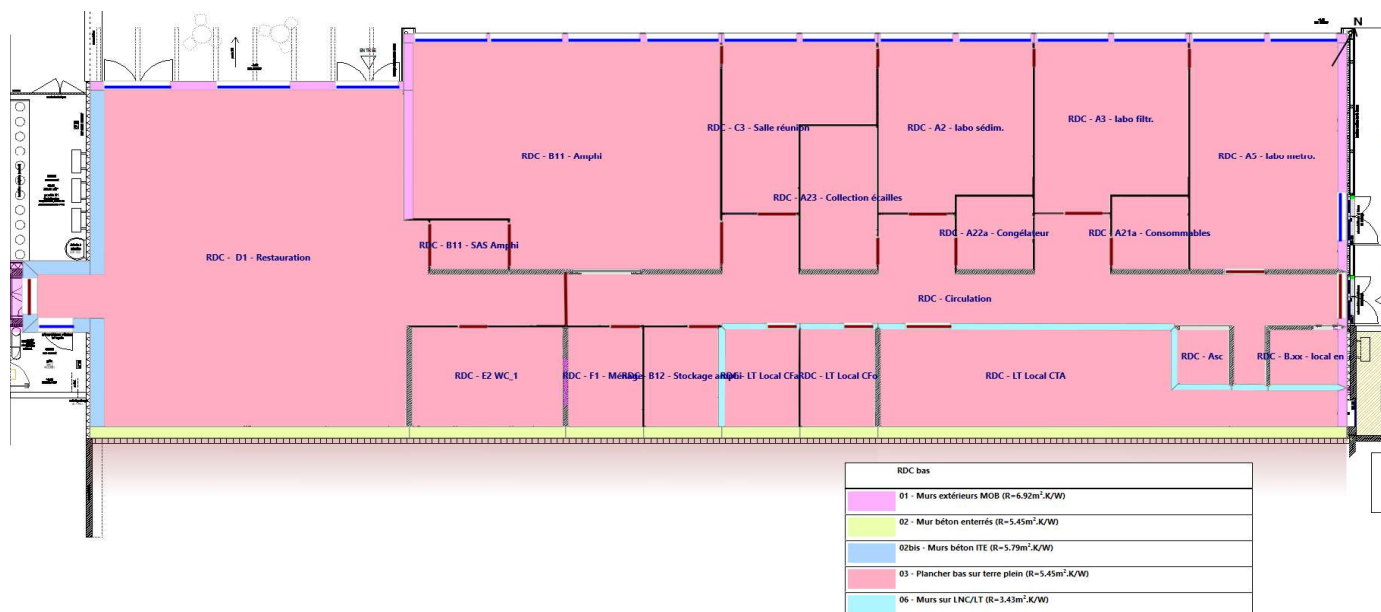 N
RDC - C3 - Salle réunion
RDC - A2 - labo sédim.
RDC - A3 - labo filtr.
RDC - B11 - Amphi
RDC - A5 - labo métro.
RDC - A23 - Collection écailles
RDC - A22a - Congélateur
RDC - A21a - Consommables
RDC - B11 - SAS Amphi
RDC - D1 - Restauration
RDC - Circulation
RDC - Asc
RDC - B.xx - local en
RDC - E2 WC_1
RDC - F1 - Ménage
B12 - Stockage amphi
RDC - LT Local CFa
RDC - LT Local CFo
RDC - LT Local CTA
RDC bas
01 - Murs extérieurs MOB (R=6.92m².K/W)
02 - Mur béton enterrés (R=5.45m².K/W)
02bis - Murs béton ITE (R=5.79m².K/W)
03 - Plancher bas sur terre plein (R=5.45m².K/W)
06 - Murs sur LNC/LT (R=3.43m².K/W)